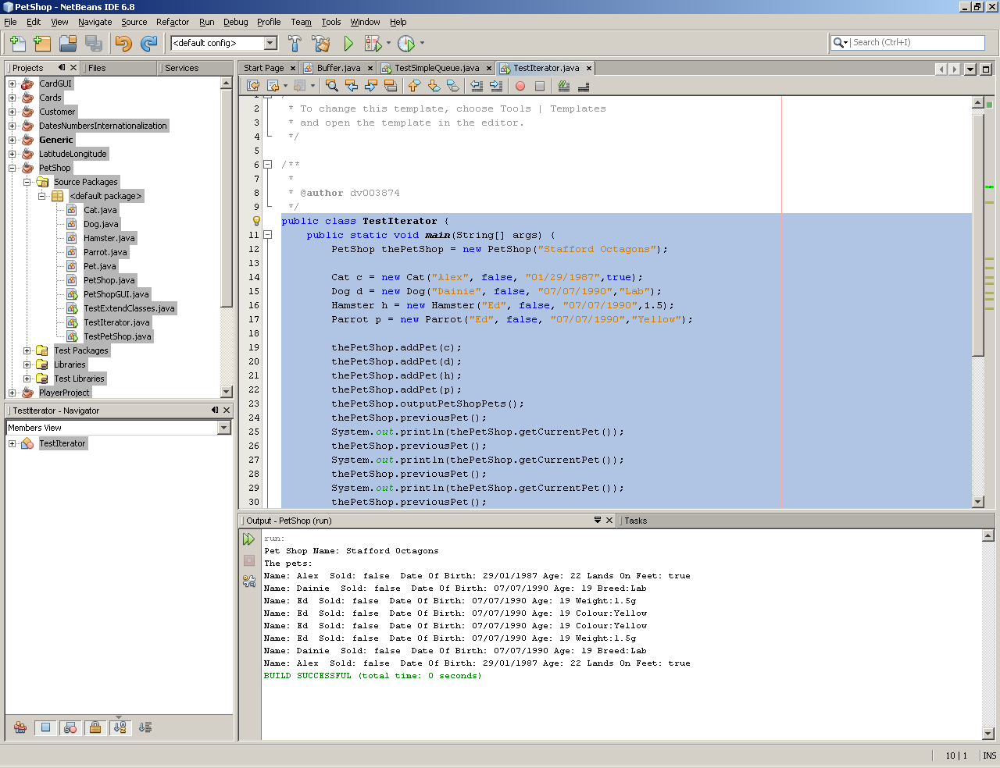 PetShop - NetBeans IDE 6.8
File Edit View Navigate Source Refactor Run Debug Profile Team Tools Window Help
<default config>
Search (Ctrl+I)
Projects
Files
Services
CardGUI
Cards
Customer
DatesNumbersInternationalization
Generic
LatitudeLongitude
PetShop
Source Packages
<default package>
Cat.java
Dog.java
Hamster.java
Parrot.java
Pet.java
PetShop.java
PetShopGUI.java
TestExtendClasses.java
TestIterator.java
TestPetShop.java
Test Packages
Libraries
Test Libraries
PlayerProject
TestIterator - Navigator
Members View
TestIterator
Start Page
Buffer.java
TestSimpleQueue.java
TestIterator.java
2 * To change this template, choose Tools | Templates
3 * and open the template in the editor.
4 */
5
6 /**
7 *
8 * @author dv003874
9 */
public class TestIterator {
11 public static void main(String[] args) {
12 PetShop thePetShop = new PetShop("Stafford Octagons");
13
14 Cat c = new Cat("Alex", false, "01/29/1987",true);
15 Dog d = new Dog("Dainie", false, "07/07/1990","Lab");
16 Hamster h = new Hamster("Ed", false, "07/07/1990",1.5);
17 Parrot p = new Parrot("Ed", false, "07/07/1990","Yellow");
18
19 thePetShop.addPet(c);
20 thePetShop.addPet(d);
21 thePetShop.addPet(h);
22 thePetShop.addPet(p);
23 thePetShop.outputPetShopPets();
24 thePetShop.previousPet();
25 System.out.println(thePetShop.getCurrentPet());
26 thePetShop.previousPet();
27 System.out.println(thePetShop.getCurrentPet());
28 thePetShop.previousPet();
29 System.out.println(thePetShop.getCurrentPet());
30 thePetShop.previousPet();
Output - PetShop (run)
Tasks
run:
Pet Shop Name: Stafford Octagons
The pets:
Name: Alex Sold: false Date Of Birth: 29/01/1987 Age: 22 Lands On Feet: true
Name: Dainie Sold: false Date Of Birth: 07/07/1990 Age: 19 Breed:Lab
Name: Ed Sold: false Date Of Birth: 07/07/1990 Age: 19 Weight:1.5g
Name: Ed Sold: false Date Of Birth: 07/07/1990 Age: 19 Colour:Yellow
Name: Ed Sold: false Date Of Birth: 07/07/1990 Age: 19 Colour:Yellow
Name: Ed Sold: false Date Of Birth: 07/07/1990 Age: 19 Weight:1.5g
Name: Dainie Sold: false Date Of Birth: 07/07/1990 Age: 19 Breed:Lab
Name: Alex Sold: false Date Of Birth: 29/01/1987 Age: 22 Lands On Feet: true
BUILD SUCCESSFUL (total time: 0 seconds)
10 | 1 INS